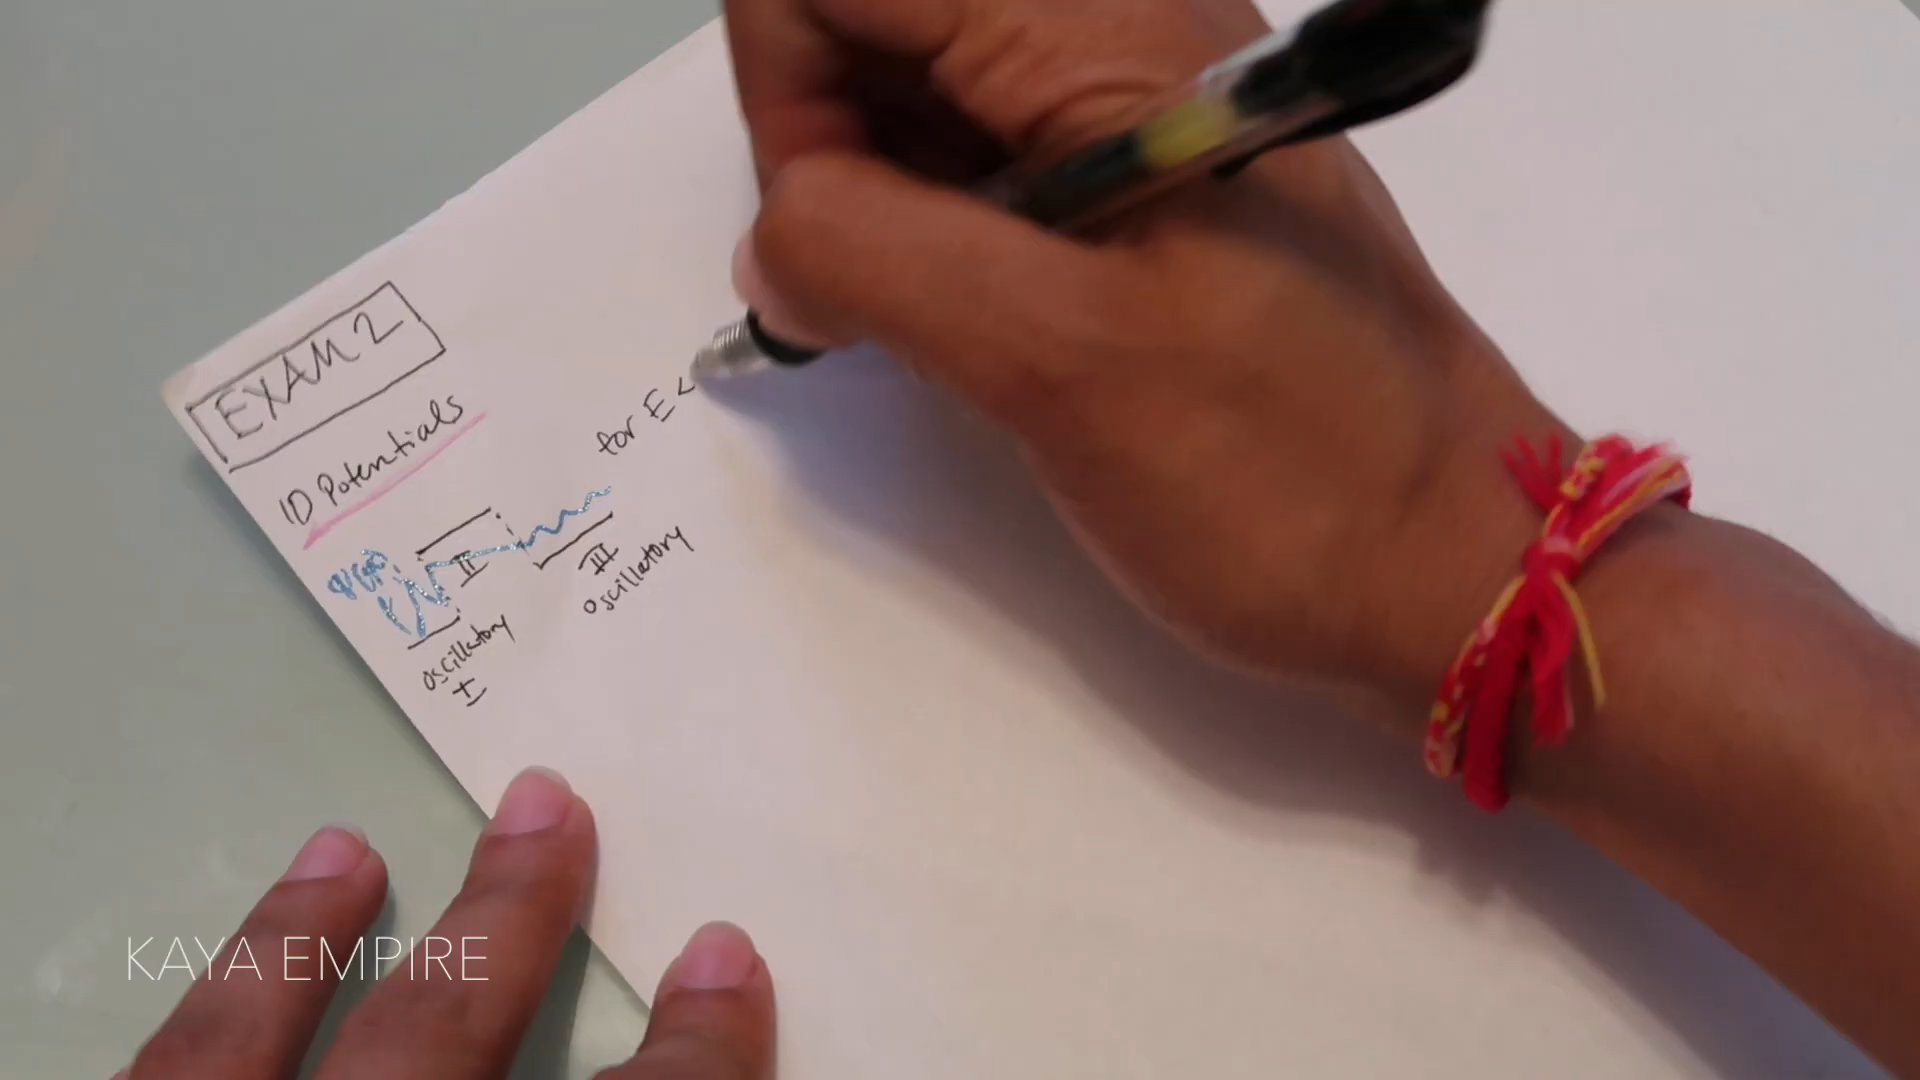 EXAM 2
1D Potentials
for E <
II
III
oscillatory
oscillatory
I
KAYA EMPIRE